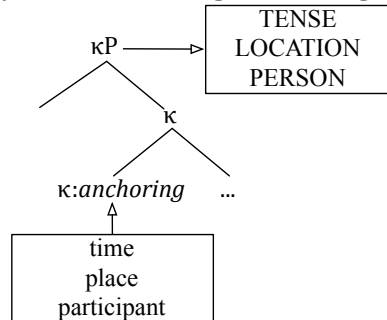 κP
TENSE
LOCATION
PERSON
κ
κ:anchoring
...
time
place
participant